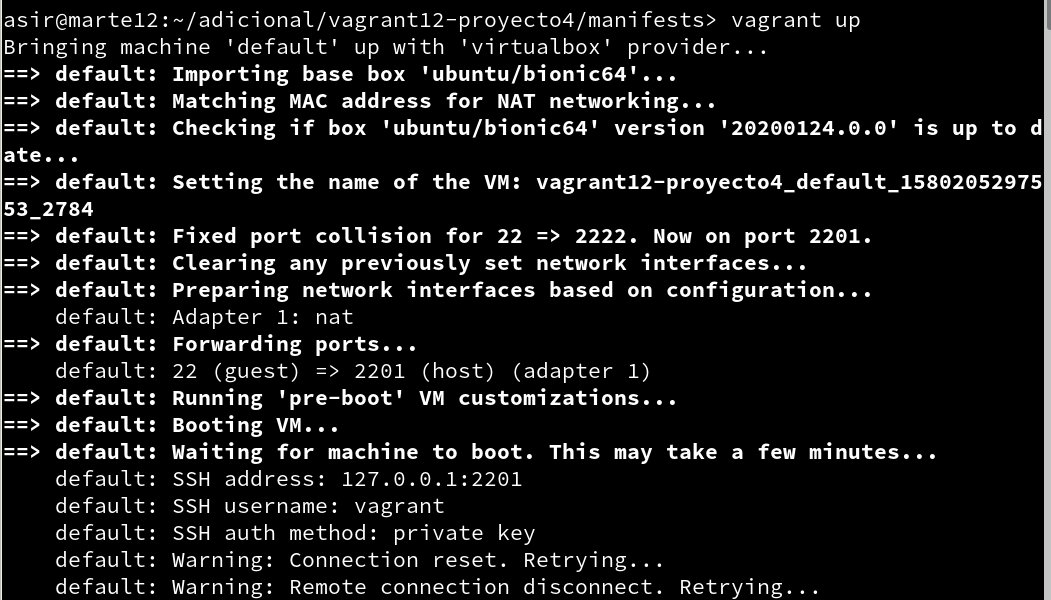 asir@marte12:~/adicional/vagrant12-proyecto4/manifests> vagrant up
Bringing machine 'default' up with 'virtualbox' provider...
==> default: Importing base box 'ubuntu/bionic64'...
==> default: Matching MAC address for NAT networking...
==> default: Checking if box 'ubuntu/bionic64' version '20200124.0.0' is up to d
ate...
==> default: Setting the name of the VM: vagrant12-proyecto4_default_15802052975
53_2784
==> default: Fixed port collision for 22 => 2222. Now on port 2201.
==> default: Clearing any previously set network interfaces...
==> default: Preparing network interfaces based on configuration...
    default: Adapter 1: nat
==> default: Forwarding ports...
    default: 22 (guest) => 2201 (host) (adapter 1)
==> default: Running 'pre-boot' VM customizations...
==> default: Booting VM...
==> default: Waiting for machine to boot. This may take a few minutes...
    default: SSH address: 127.0.0.1:2201
    default: SSH username: vagrant
    default: SSH auth method: private key
    default: Warning: Connection reset. Retrying...
    default: Warning: Remote connection disconnect. Retrying...